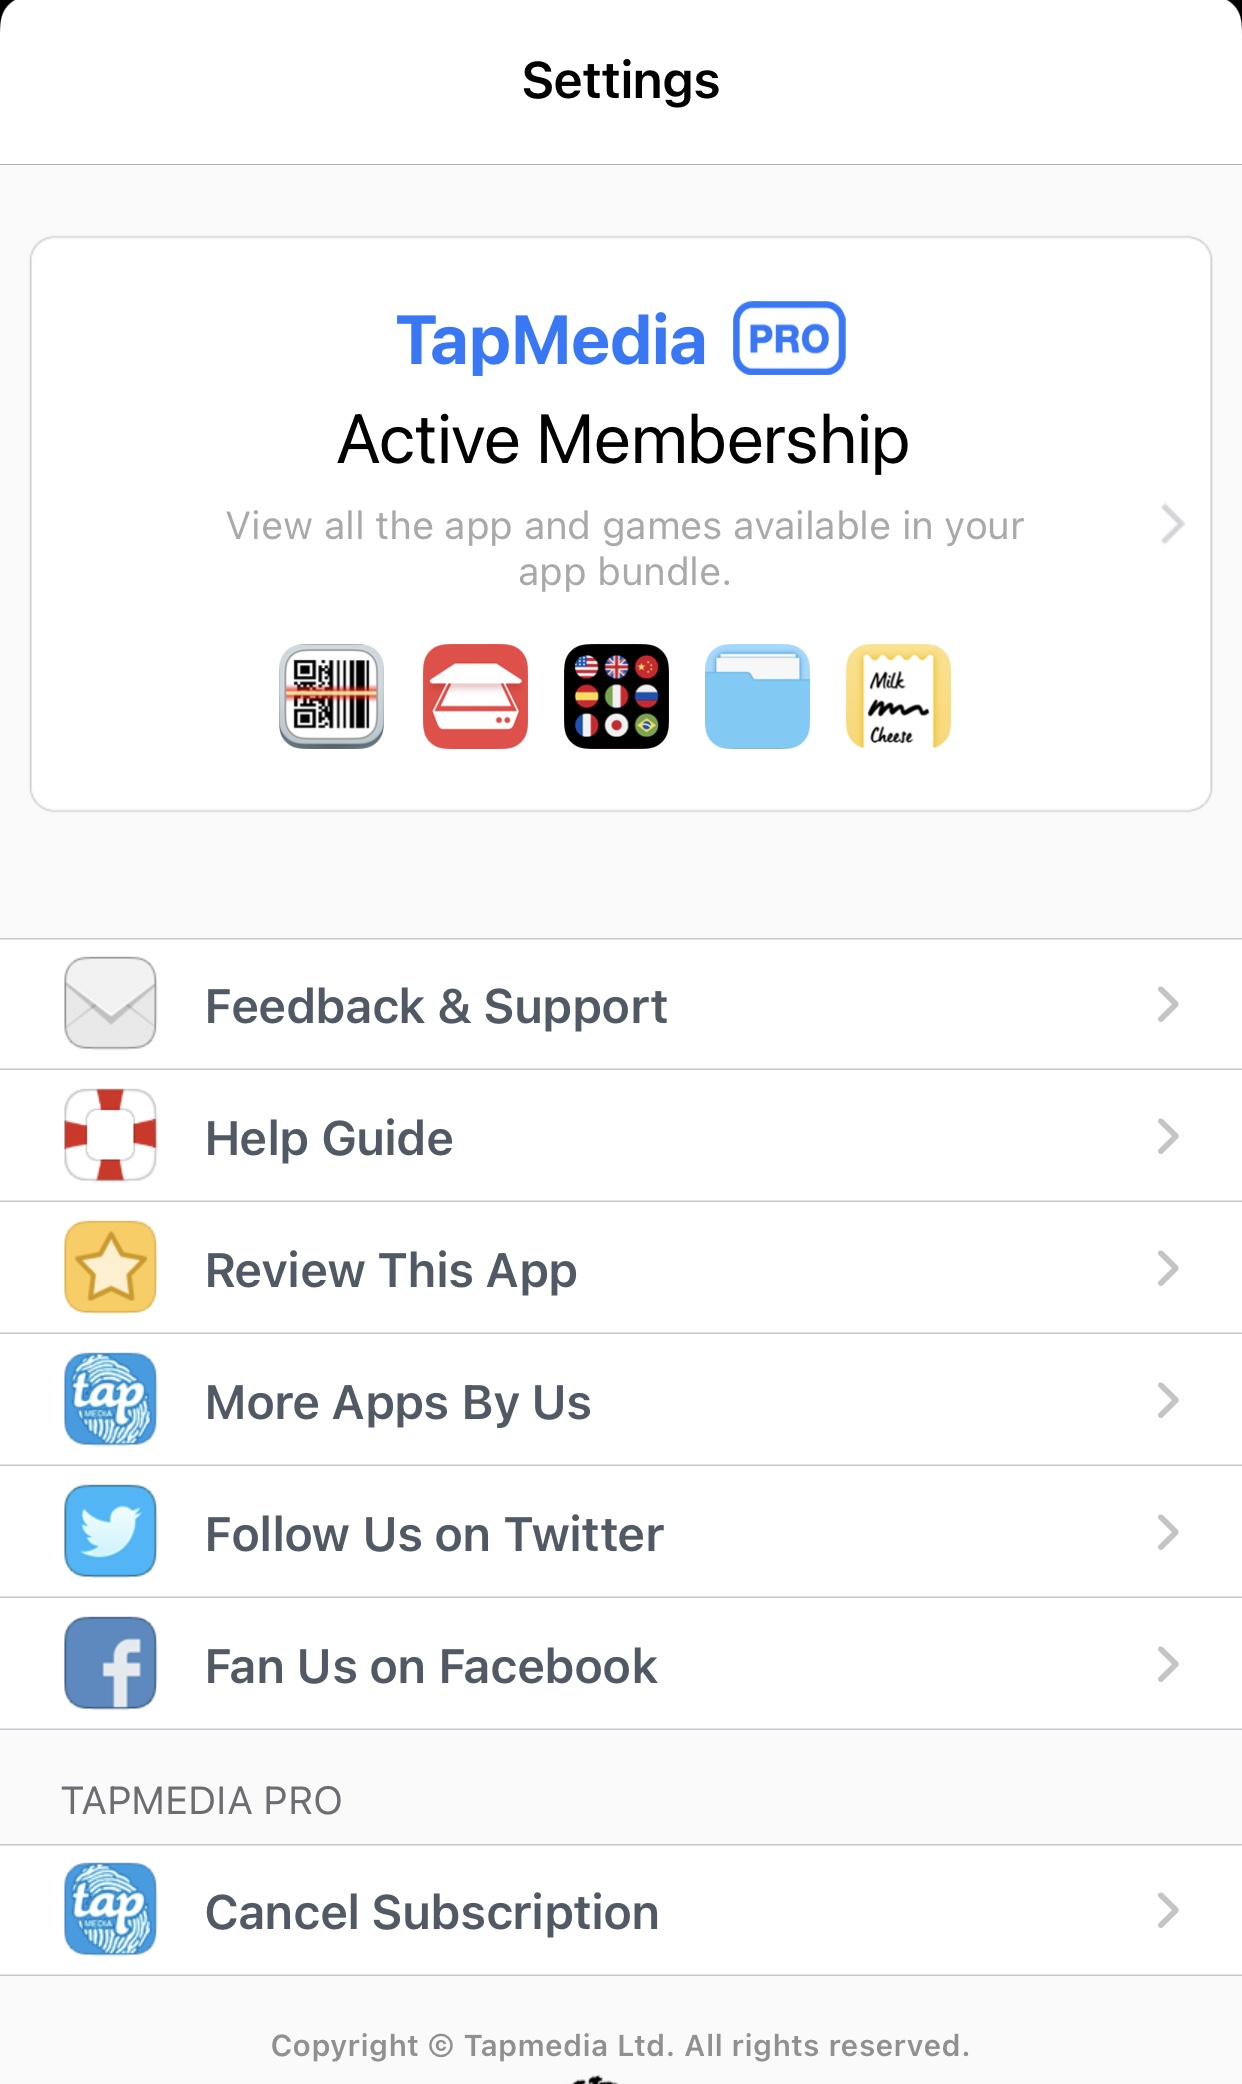 Settings
TapMedia PRO
Active Membership
View all the app and games available in your
app bundle.
Milk
Cheese
Feedback & Support
Help Guide
Review This App
tap
MEDIA
More Apps By Us
Follow Us on Twitter
f
Fan Us on Facebook
TAPMEDIA PRO
tap
MEDIA
Cancel Subscription
Copyright © Tapmedia Ltd. All rights reserved.